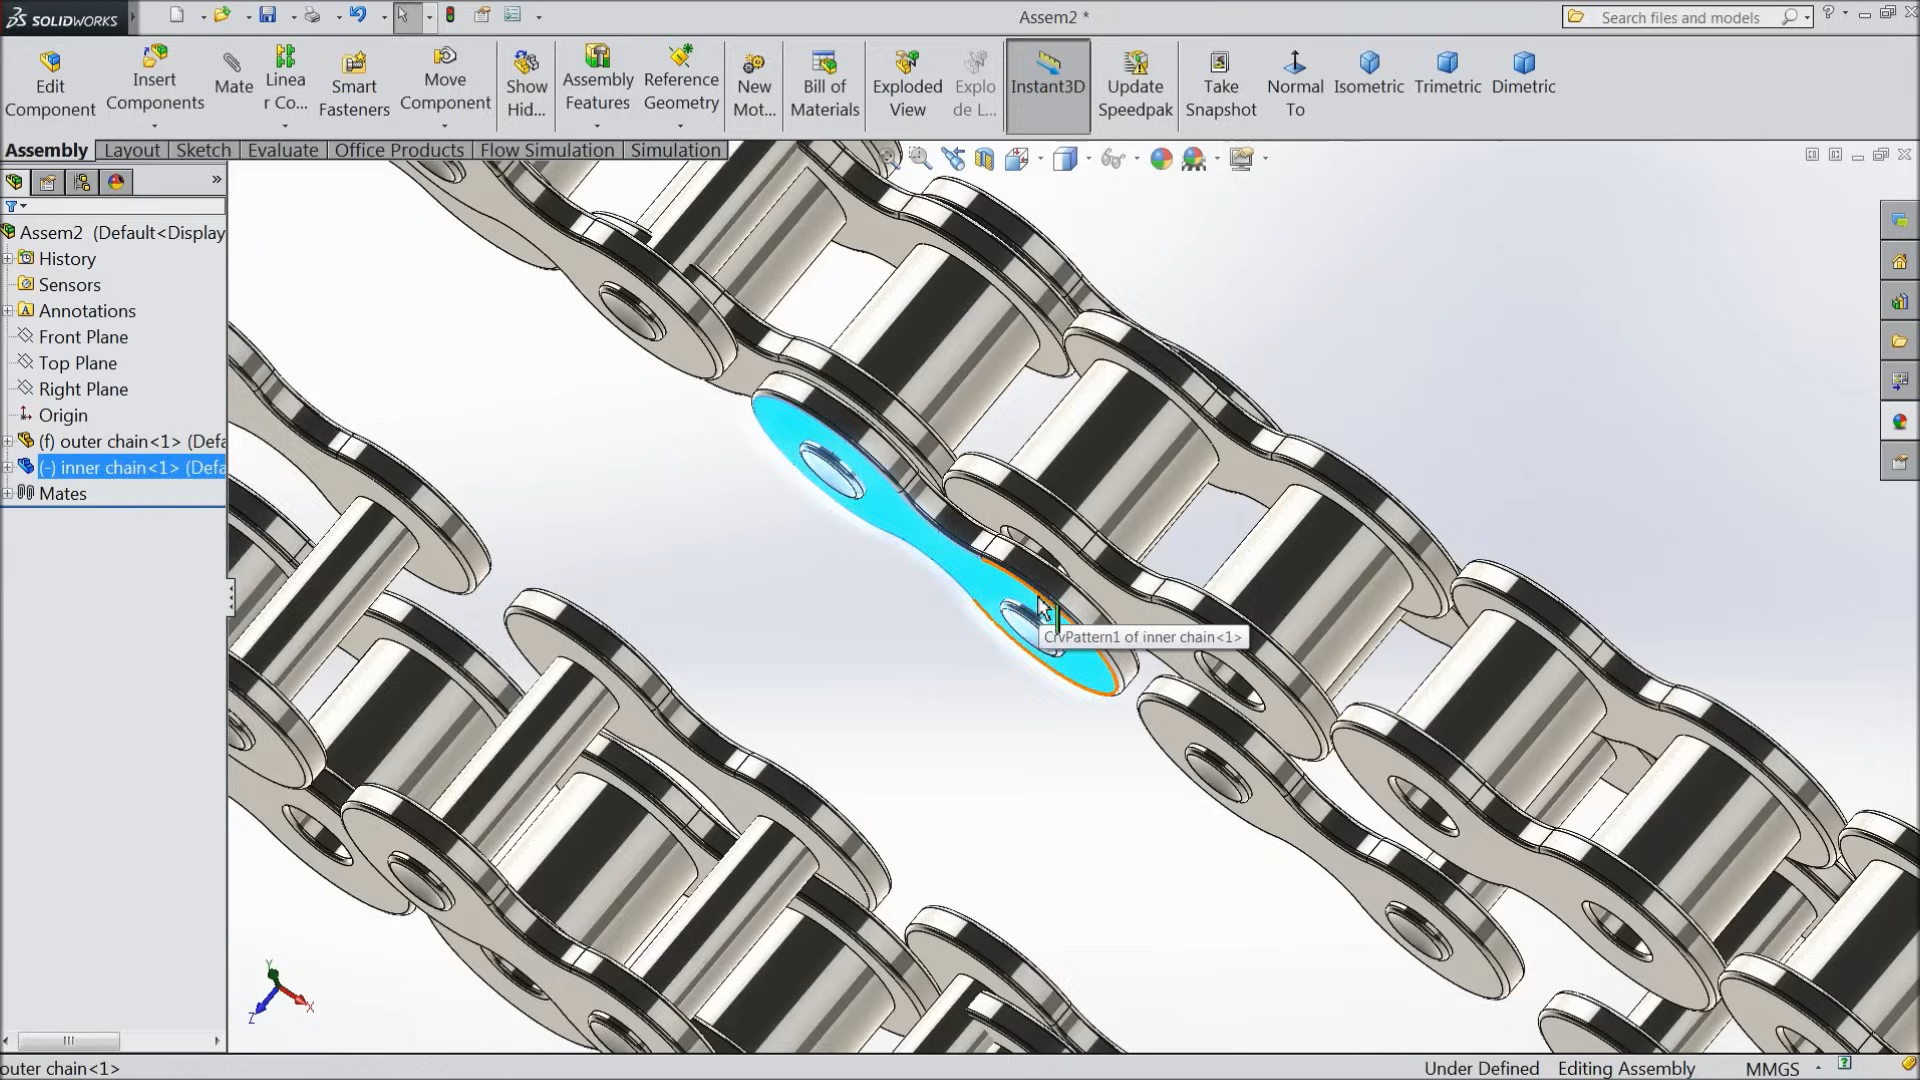 SOLIDWORKS
Assem2 *
Search files and models
Edit Component
Insert Components
Mate
Linea r Co...
Smart Fasteners
Move Component
Show Hid...
Assembly Features
Reference Geometry
New Mot...
Bill of Materials
Exploded View
Explo de L...
Instant3D
Update Speedpak
Take Snapshot
Normal To
Isometric
Trimetric
Dimetric
Assembly Layout Sketch Evaluate Office Products Flow Simulation Simulation
Assem2 (Default<Display
History
Sensors
Annotations
Front Plane
Top Plane
Right Plane
Origin
(f) outer chain<1> (Defa
(-) inner chain<1> (Defa
Mates
CrvPattern1 of inner chain<1>
Y
X
Z
outer chain<1>
Under Defined
Editing Assembly
MMGS